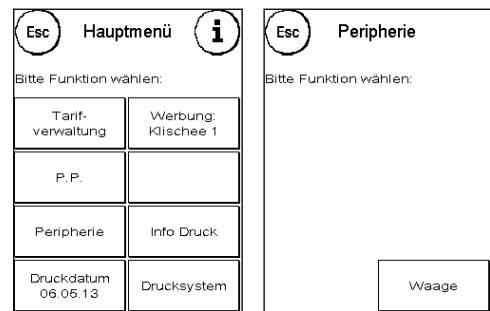 Esc
Hauptmenü
i
Bitte Funktion wählen:
Tarif-
verwaltung
Werbung:
Klischee 1
P.P.
Peripherie
Info Druck
Druckdatum
06.05.13
Drucksystem
Esc
Peripherie
Bitte Funktion wählen:
Waage